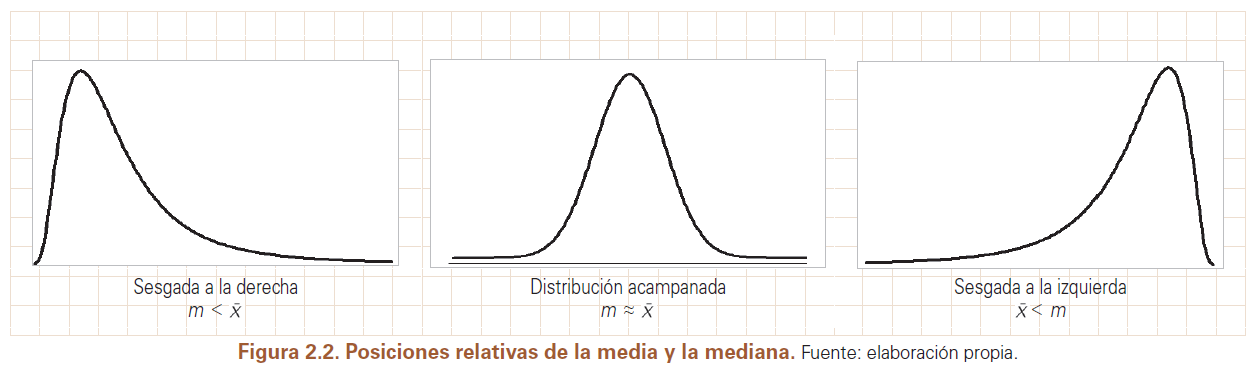 Sesgada a la derecha
m < x̄
Distribución acampanada
m ≈ x̄
Sesgada a la izquierda
x̄ < m
Figura 2.2. Posiciones relativas de la media y la mediana. Fuente: elaboración propia.